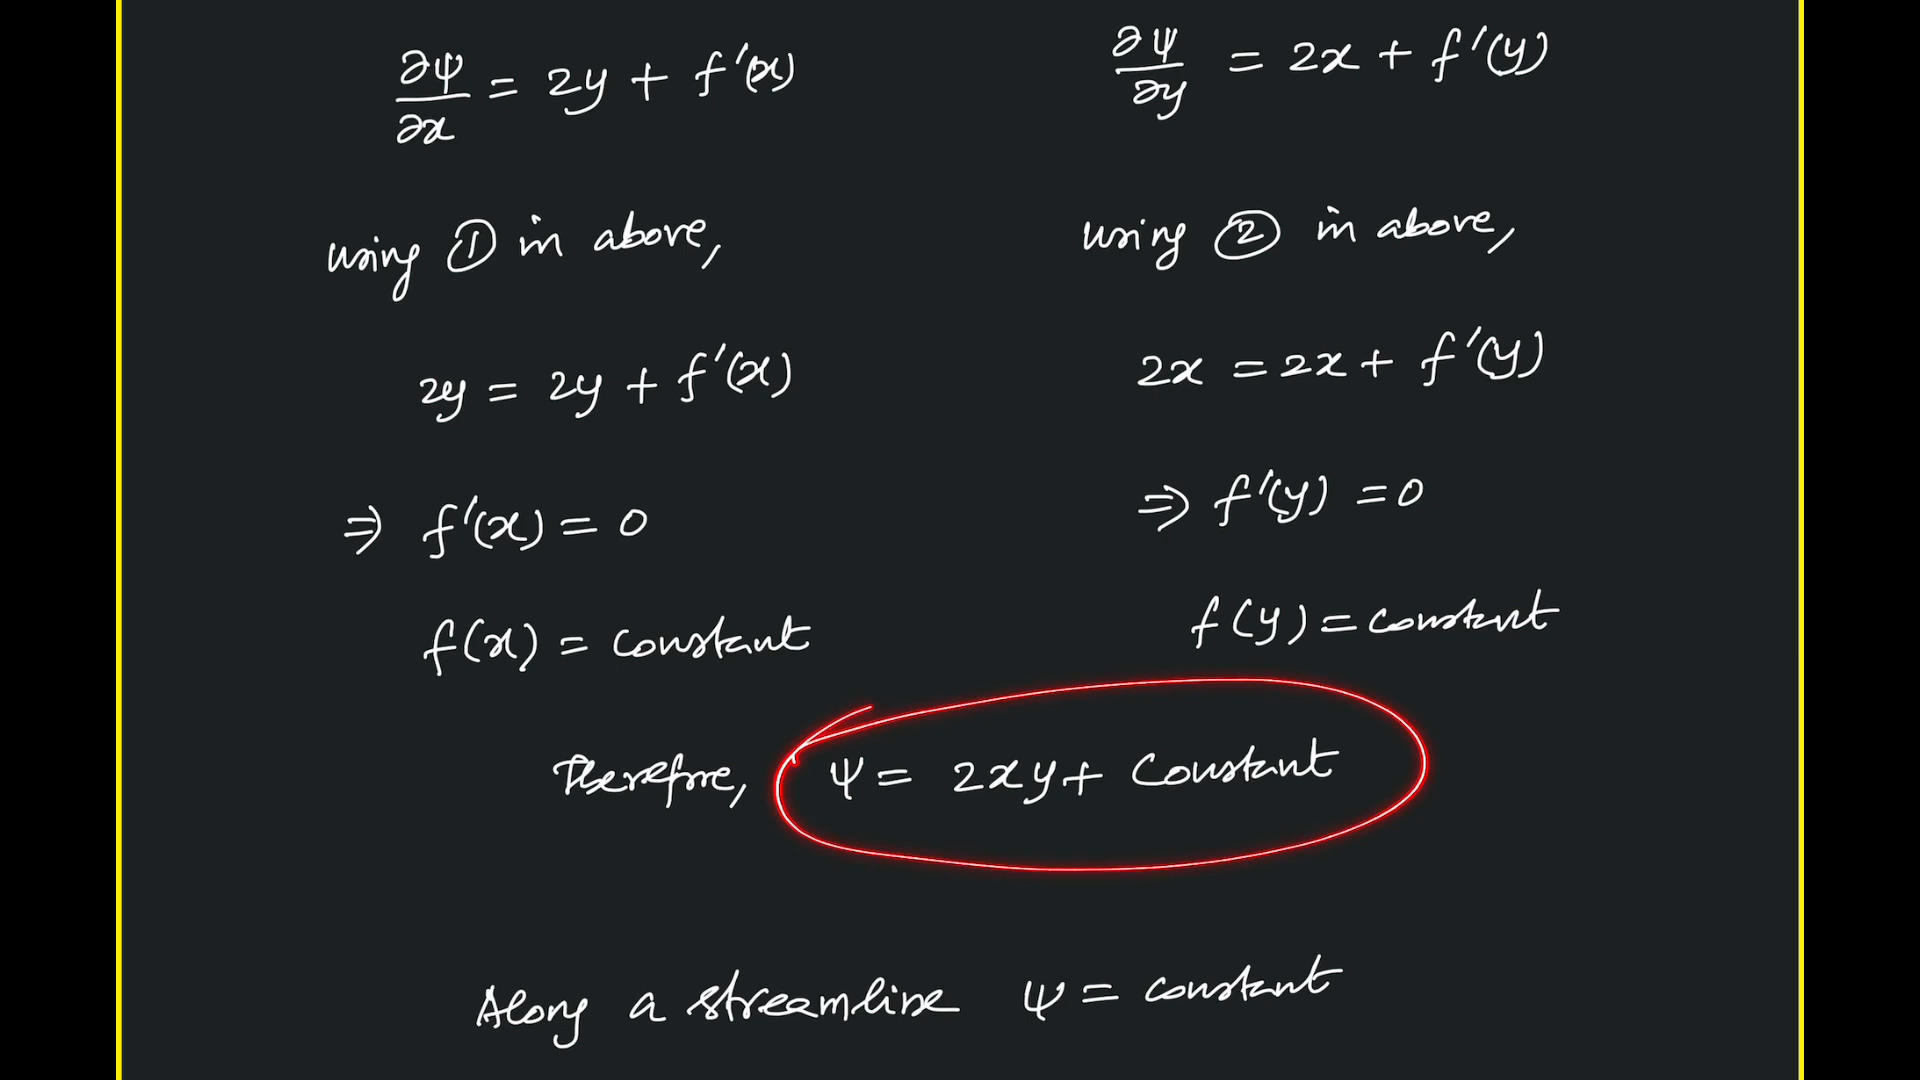 ∂ψ/∂x = 2y + f'(x)
using ① in above,
2y = 2y + f'(x)
⇒ f'(x) = 0
f(x) = constant
∂ψ/∂y = 2x + f'(y)
using ② in above,
2x = 2x + f'(y)
⇒ f'(y) = 0
f(y) = constant
Therefore, ψ = 2xy + Constant
Along a streamline ψ = constant